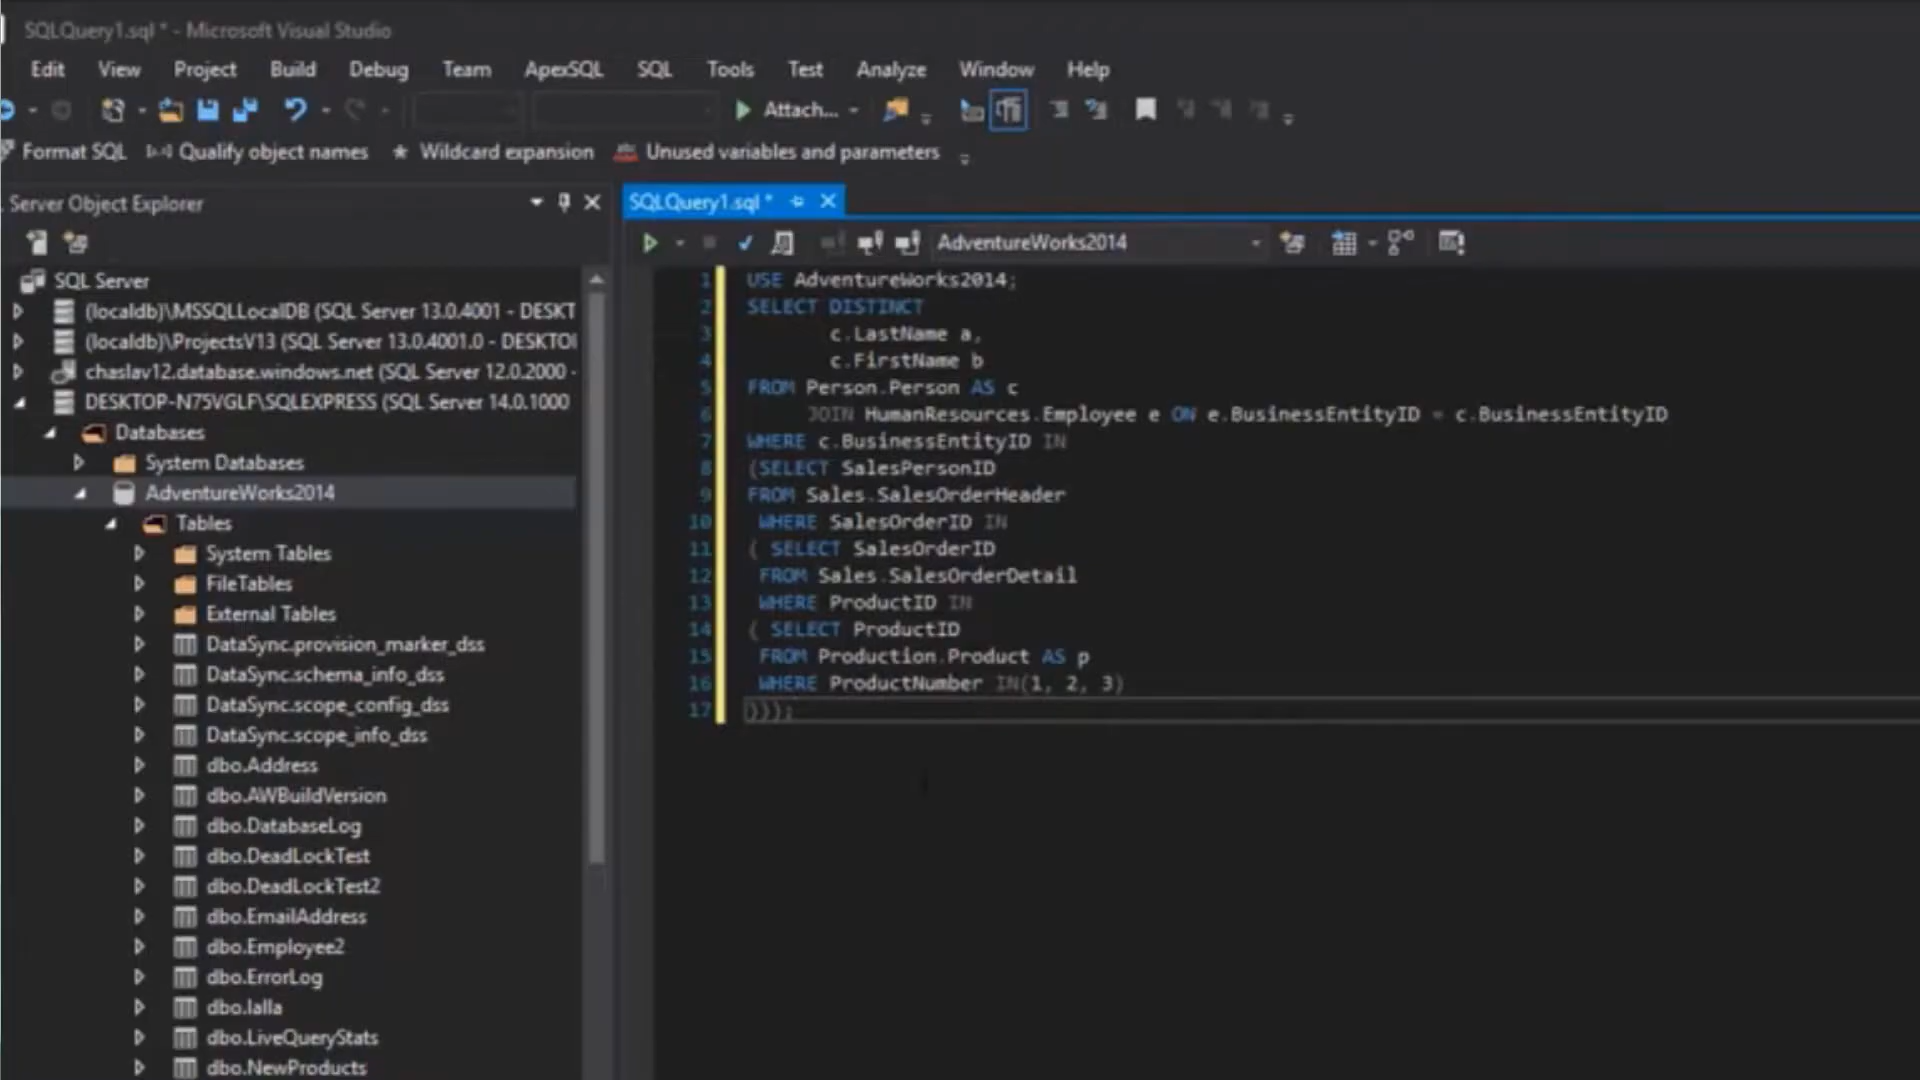 SQLQuery1.sql * - Microsoft Visual Studio
Edit View Project Build Debug Team ApexSQL SQL Tools Test Analyze Window Help
Attach...
Format SQL Qualify object names Wildcard expansion Unused variables and parameters
Server Object Explorer
SQLQuery1.sql *
AdventureWorks2014
SQL Server
(localdb)\MSSQLLocalDB (SQL Server 13.0.4001 - DESKT
(localdb)\ProjectsV13 (SQL Server 13.0.4001.0 - DESKTO
chaslav12.database.windows.net (SQL Server 12.0.2000 -
DESKTOP-N75VGLF\SQLEXPRESS (SQL Server 14.0.1000
Databases
System Databases
AdventureWorks2014
Tables
System Tables
FileTables
External Tables
DataSync.provision_marker_dss
DataSync.schema_info_dss
DataSync.scope_config_dss
DataSync.scope_info_dss
dbo.Address
dbo.AWBuildVersion
dbo.DatabaseLog
dbo.DeadLockTest
dbo.DeadLockTest2
dbo.EmailAddress
dbo.Employee2
dbo.ErrorLog
dbo.lalla
dbo.LiveQueryStats
dbo.NewProducts
1 USE AdventureWorks2014;
2 SELECT DISTINCT
3 c.LastName a,
4 c.FirstName b
5 FROM Person.Person AS c
6 JOIN HumanResources.Employee e ON e.BusinessEntityID = c.BusinessEntityID
7 WHERE c.BusinessEntityID IN
8 (SELECT SalesPersonID
9 FROM Sales.SalesOrderHeader
10 WHERE SalesOrderID IN
11 ( SELECT SalesOrderID
12 FROM Sales.SalesOrderDetail
13 WHERE ProductID IN
14 ( SELECT ProductID
15 FROM Production.Product AS p
16 WHERE ProductNumber IN(1, 2, 3)
17 )));